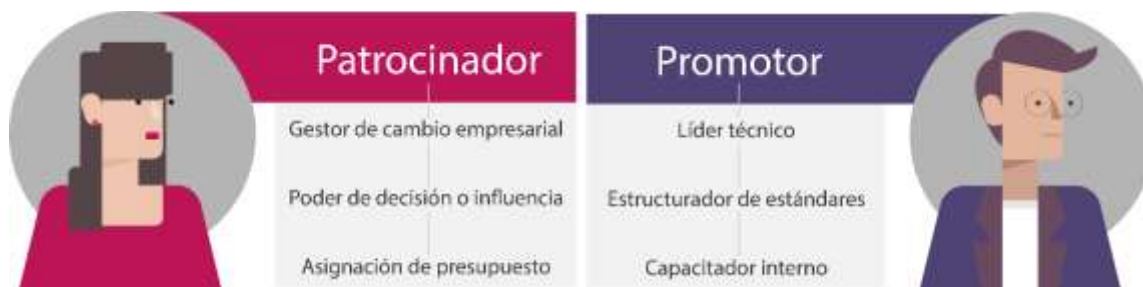 Patrocinador
Gestor de cambio empresarial
Poder de decisión o influencia
Asignación de presupuesto
Promotor
Líder técnico
Estructurador de estándares
Capacitador interno